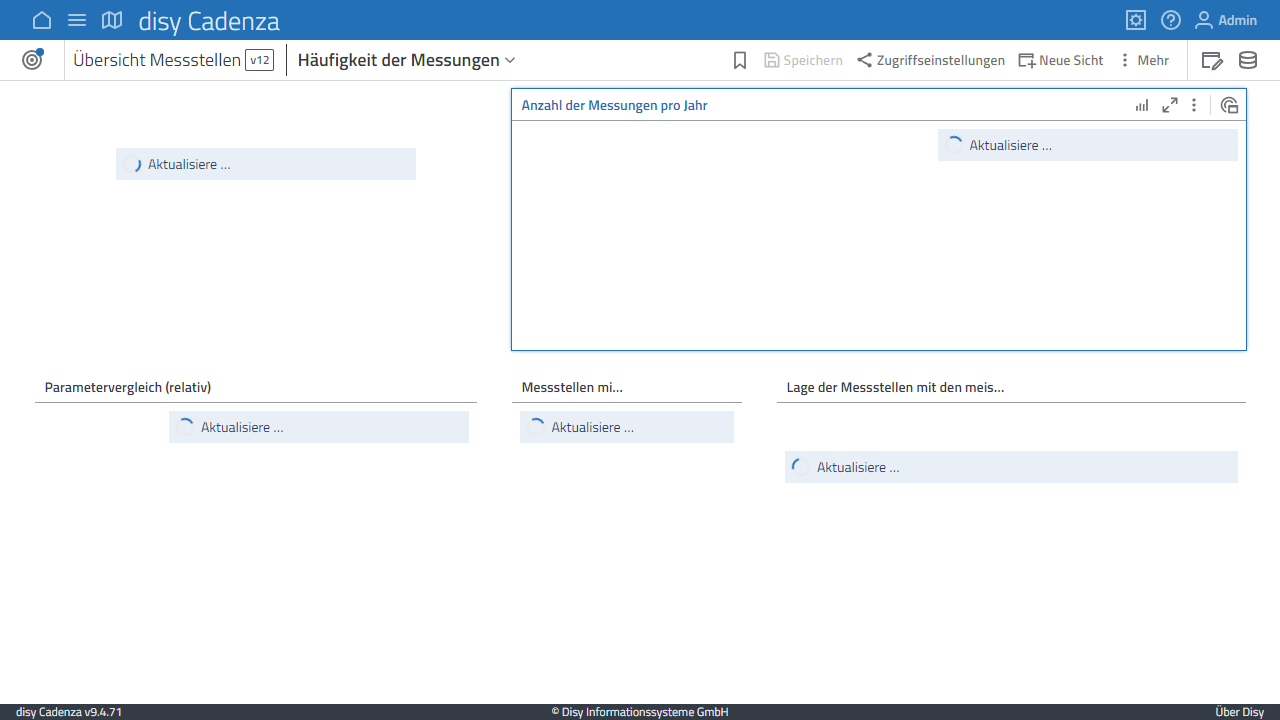 disy Cadenza
Admin
Übersicht Messstellen v12 Häufigkeit der Messungen
Speichern Zugriffseinstellungen Neue Sicht Mehr
Anzahl der Messungen pro Jahr
Aktualisiere ...
Aktualisiere ...
Parametervergleich (relativ)
Aktualisiere ...
Messstellen mi...
Aktualisiere ...
Lage der Messstellen mit den meis...
Aktualisiere ...
disy Cadenza v9.4.71
© Disy Informationssysteme GmbH
Über Disy